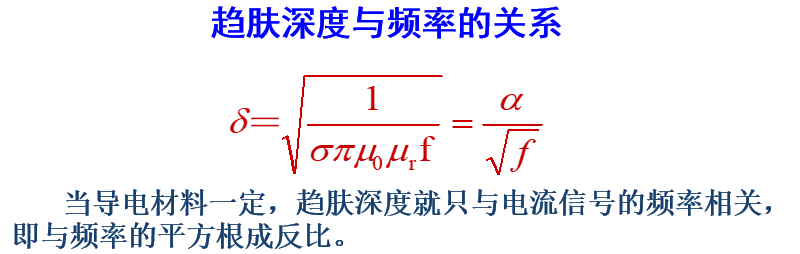 趋肤深度与频率的关系
δ=√(1/(σπμ₀μᵣf)) = α/√f
当导电材料一定，趋肤深度就只与电流信号的频率相关，
即与频率的平方根成反比。